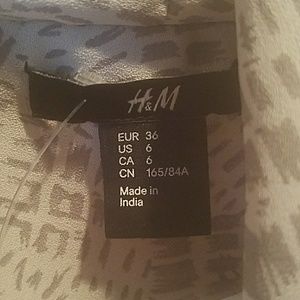 H&M
EUR 36
US 6
CA 6
CN 165/84A
Made in
India